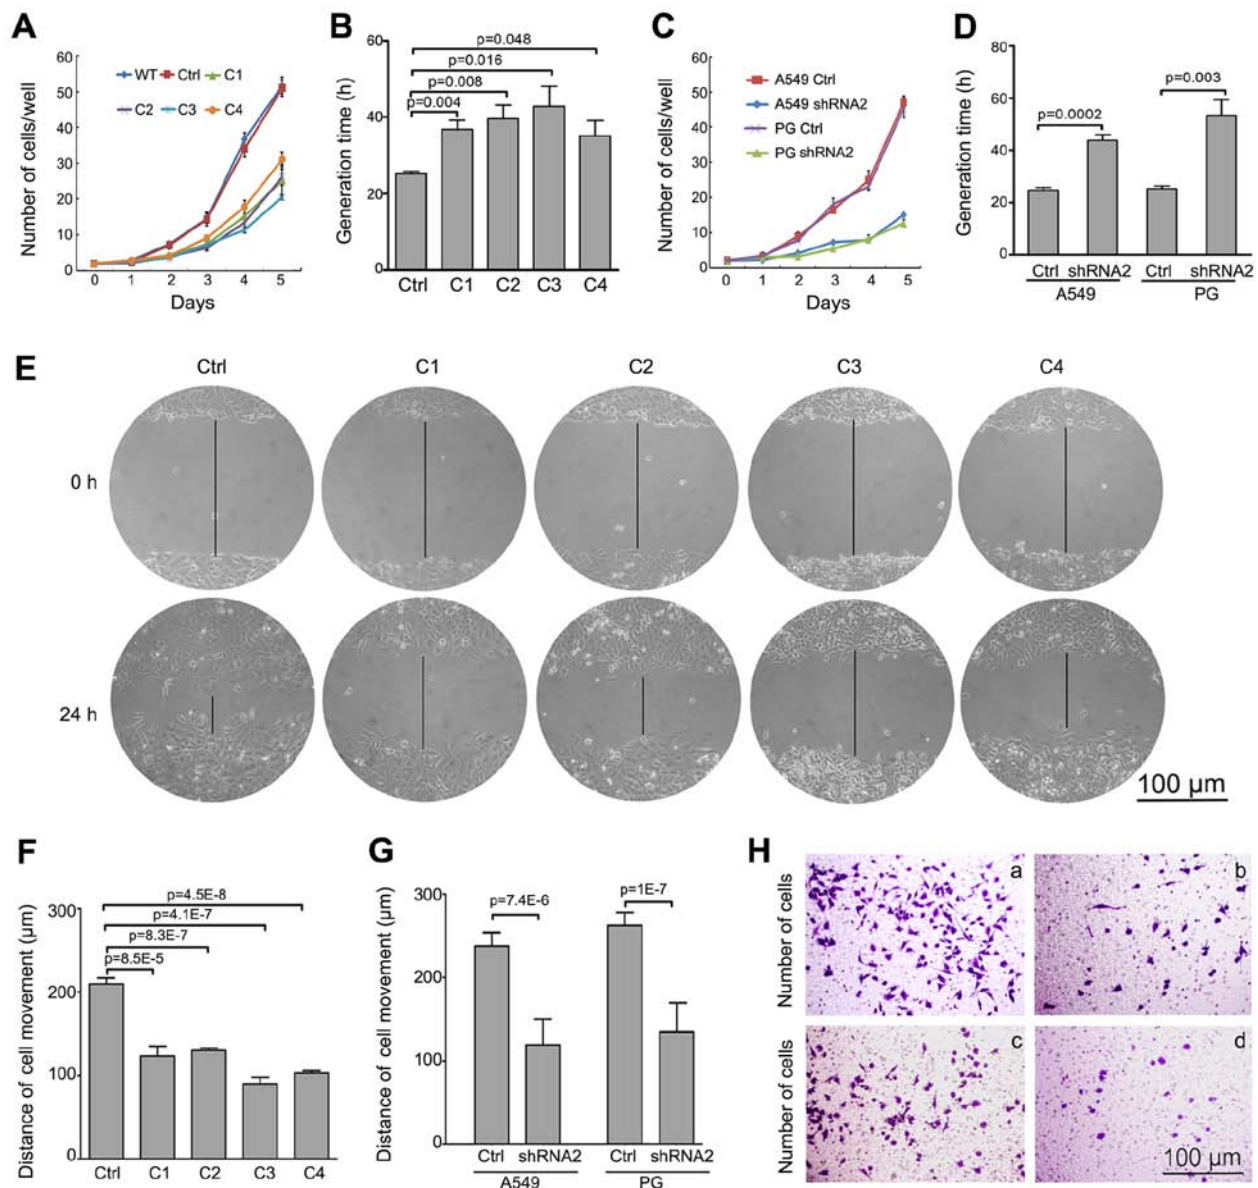 A
B
C
D
Number of cells/well
60
50
40
30
20
10
0
WT Ctrl C1
C2 C3 C4
0 1 2 3 4 5
Days
Generation time (h)
60
40
20
0
p=0.048
p=0.016
p=0.008
p=0.004
Ctrl C1 C2 C3 C4
Number of cells/well
60
50
40
30
20
10
0
A549 Ctrl
A549 shRNA2
PG Ctrl
PG shRNA2
0 1 2 3 4 5
Days
Generation time (h)
80
60
40
20
0
p=0.003
p=0.0002
Ctrl shRNA2 Ctrl shRNA2
A549 PG
E
Ctrl C1 C2 C3 C4
0 h
24 h
100 µm
F
G
H
Distance of cell movement (µm)
300
200
100
0
p=4.5E-8
p=4.1E-7
p=8.3E-7
p=8.5E-5
Ctrl C1 C2 C3 C4
Distance of cell movement (µm)
300
200
100
0
p=7.4E-6
p=1E-7
Ctrl shRNA2 Ctrl shRNA2
A549 PG
Number of cells
a
b
Number of cells
c
d
100 µm